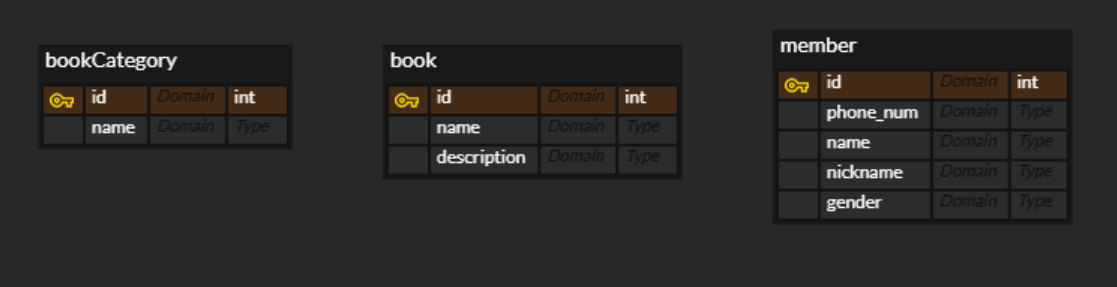 bookCategory
id Domain int
name Domain Type
book
id Domain int
name Domain Type
description Domain Type
member
id Domain int
phone_num Domain Type
name Domain Type
nickname Domain Type
gender Domain Type